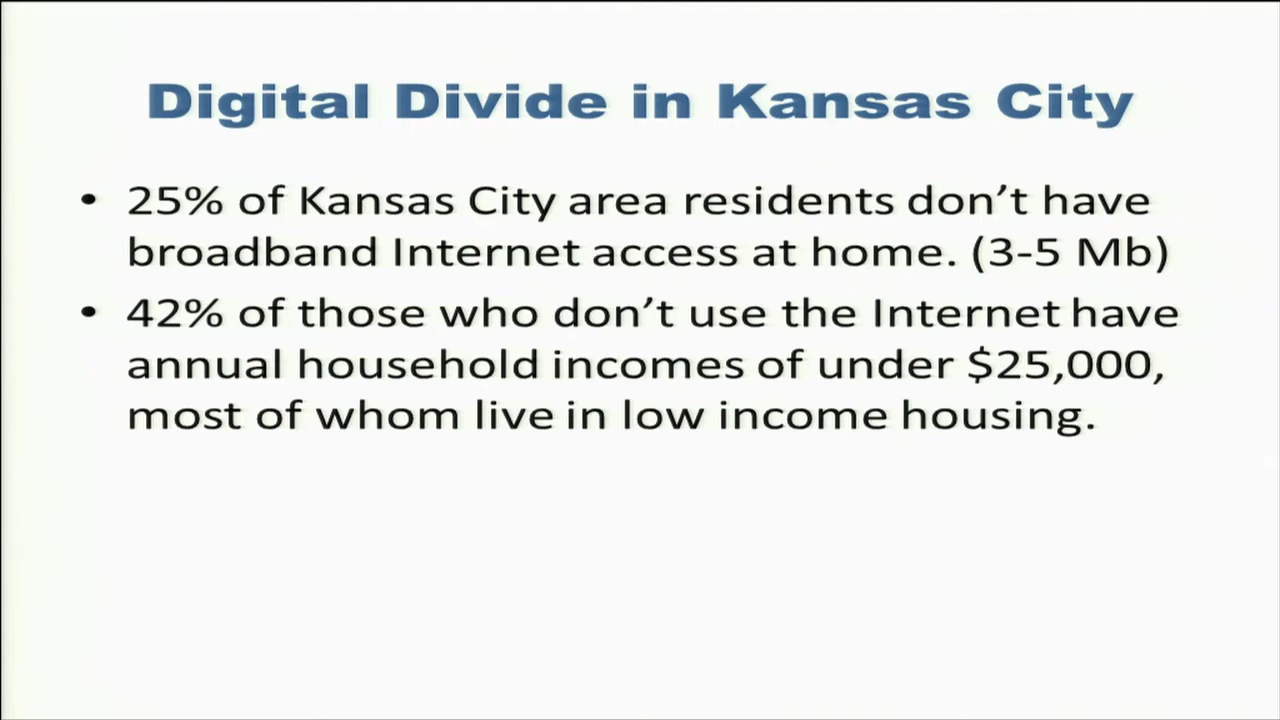 Digital Divide in Kansas City
• 25% of Kansas City area residents don’t have
broadband Internet access at home. (3-5 Mb)
• 42% of those who don’t use the Internet have
annual household incomes of under $25,000,
most of whom live in low income housing.